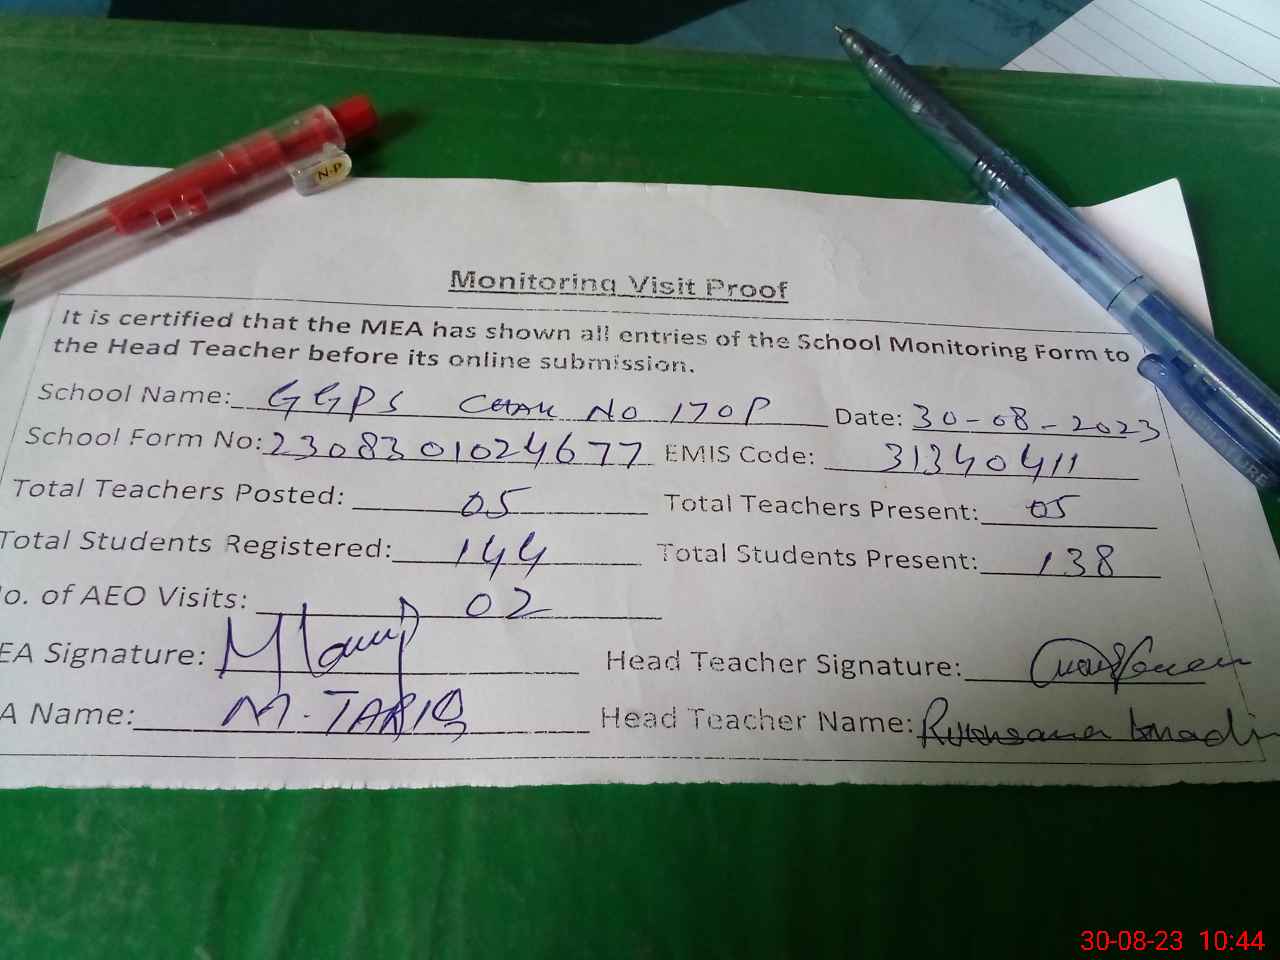 N-P
Monitoring Visit Proof
It is certified that the MEA has shown all entries of the School Monitoring Form to
the Head Teacher before its online submission.
School Name: GGPS CHAK NO 170P Date: 30-08-2023
School Form No: 2308301024677 EMIS Code: 31340411
Total Teachers Posted: 05 Total Teachers Present: 05
Total Students Registered: 144 Total Students Present: 138
o. of AEO Visits: 02
EA Signature: Head Teacher Signature:
A Name: M. TARIQ Head Teacher Name:
30-08-23 10:44